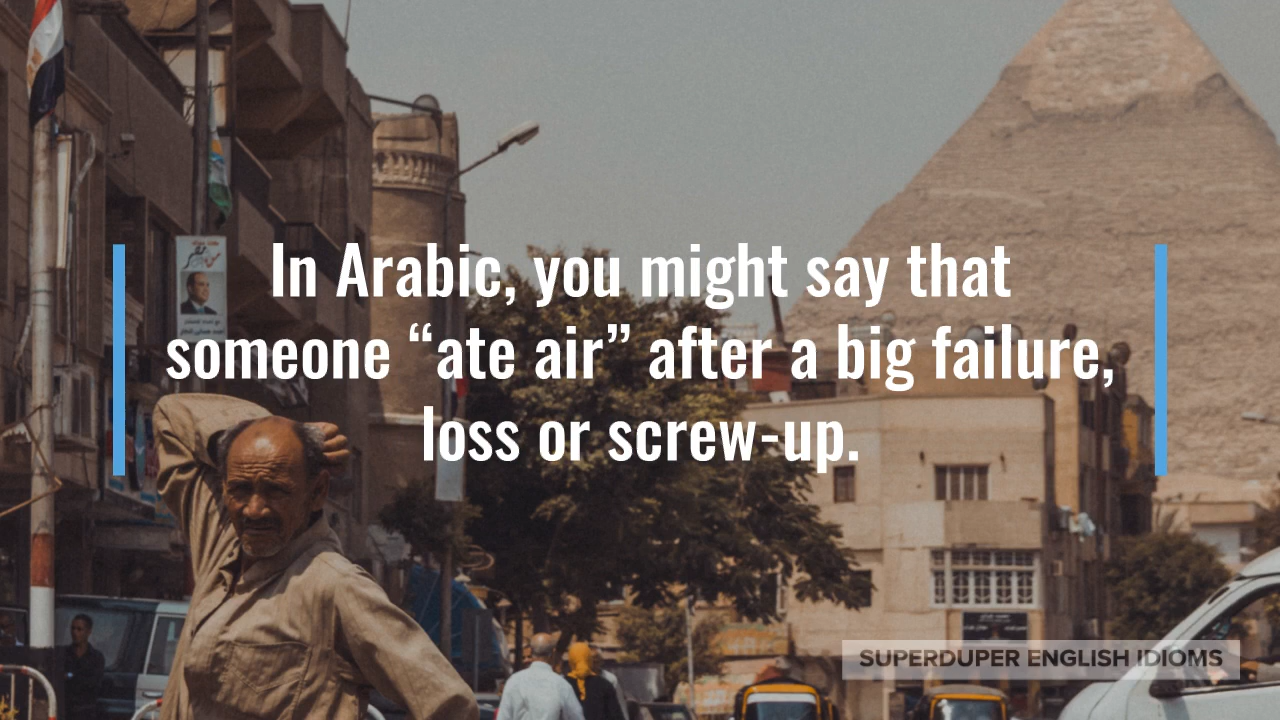 In Arabic, you might say that
someone “ate air” after a big failure,
loss or screw-up.
SUPERDUPER ENGLISH IDIOMS